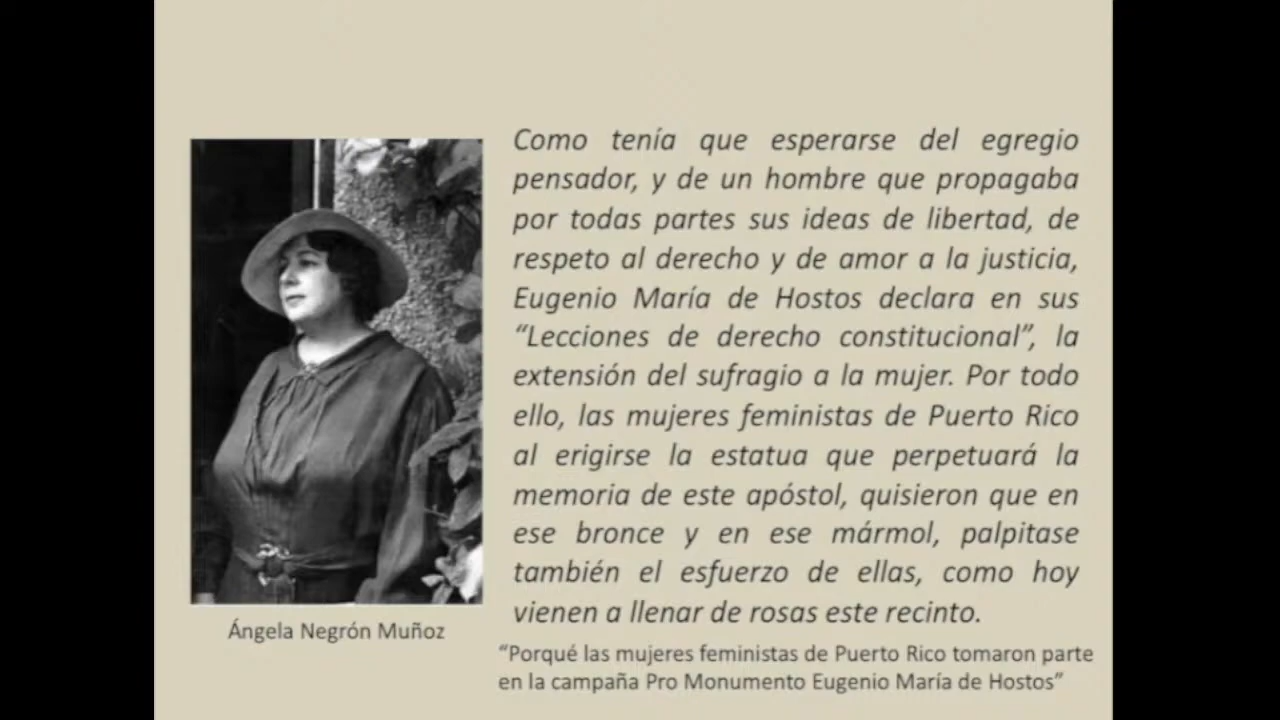 Como tenía que esperarse del egregio
pensador, y de un hombre que propagaba
por todas partes sus ideas de libertad, de
respeto al derecho y de amor a la justicia,
Eugenio María de Hostos declara en sus
“Lecciones de derecho constitucional”, la
extensión del sufragio a la mujer. Por todo
ello, las mujeres feministas de Puerto Rico
al erigirse la estatua que perpetuará la
memoria de este apóstol, quisieron que en
ese bronce y en ese mármol, palpitase
también el esfuerzo de ellas, como hoy
vienen a llenar de rosas este recinto.
Ángela Negrón Muñoz
“Porqué las mujeres feministas de Puerto Rico tomaron parte
en la campaña Pro Monumento Eugenio María de Hostos”